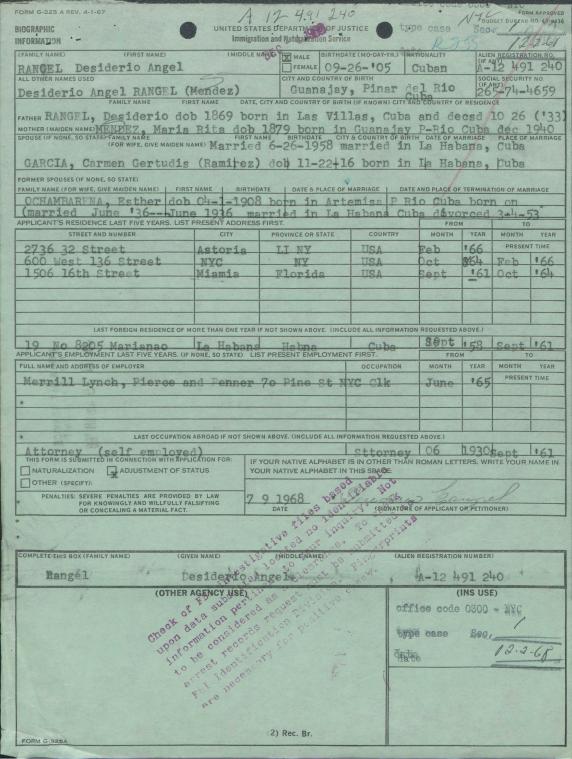 FORM G-325 A REV. 4-1-67
A 12 491 240
NYC
FORM APPROVED
type case
BIOGRAPHIC
INFORMATION
UNITED STATES DEPARTMENT OF JUSTICE
Immigration and Naturalization Service
(FAMILY NAME) (FIRST NAME) (MIDDLE NAME) MALE FEMALE BIRTHDATE (MO-DAY-YR.) NATIONALITY ALIEN REGISTRATION NO. (IF ANY)
RANGEL Desiderio Angel 09-26-'05 Cuban A-12 491 240
ALL OTHER NAMES USED CITY AND COUNTRY OF BIRTH SOCIAL SECURITY NO. (IF ANY)
Desiderio Angel RANGEL (Mendez) Guanajay, Pinar del Rio Cuba 265-74-4659
FAMILY NAME FIRST NAME DATE, CITY AND COUNTRY OF BIRTH (IF KNOWN) CITY AND COUNTRY OF RESIDENCE
FATHER RANGEL, Desiderio dob 1869 born in Las Villas, Cuba and decsd 10 26 ('33)
MOTHER (MAIDEN NAME) MENDEZ, Maria Rita dob 1879 born in Guanajay P-Rio Cuba dec 1940
SPOUSE (IF NONE, SO STATE) FAMILY NAME (FOR WIFE, GIVE MAIDEN NAME) FIRST NAME BIRTHDATE CITY & COUNTRY OF BIRTH DATE OF MARRIAGE PLACE OF MARRIAGE
Married 6-26-1958 married in La Habana, Cuba
GARCIA, Carmen Gertudis (Ramirez) dob 11-22-16 born in La Habana, Cuba
FORMER SPOUSES (IF NONE, SO STATE)
FAMILY NAME (FOR WIFE, GIVE MAIDEN NAME) FIRST NAME BIRTHDATE DATE & PLACE OF MARRIAGE DATE AND PLACE OF TERMINATION OF MARRIAGE
OCHAMBARENA, Esther dob 04-1-1908 born in Artemisa P Rio Cuba born on
(married June '36---June 1936 married in La Habana Cuba divorced 3-4-53
APPLICANT'S RESIDENCE LAST FIVE YEARS. LIST PRESENT ADDRESS FIRST. FROM TO
STREET AND NUMBER CITY PROVINCE OR STATE COUNTRY MONTH YEAR MONTH YEAR
2736 32 Street Astoria LI NY USA Feb '66 PRESENT TIME
600 West 136 Street NYC NY USA Oct '64 Feb '66
1506 16th Street Miamia Florida USA Sept '61 Oct '64
LAST FOREIGN RESIDENCE OF MORE THAN ONE YEAR IF NOT SHOWN ABOVE. (INCLUDE ALL INFORMATION REQUESTED ABOVE.)
19 No 8205 Marianao La Habana Habna Cuba Sept '58 Sept '61
APPLICANT'S EMPLOYMENT LAST FIVE YEARS. (IF NONE, SO STATE) LIST PRESENT EMPLOYMENT FIRST. FROM TO
FULL NAME AND ADDRESS OF EMPLOYER OCCUPATION MONTH YEAR MONTH YEAR
Merrill Lynch, Pierce and Fenner 70 Pine St NYC Clk June '65 PRESENT TIME
LAST OCCUPATION ABROAD IF NOT SHOWN ABOVE. (INCLUDE ALL INFORMATION REQUESTED ABOVE.)
Attorney (self employed) Sttorney 06 1930 Sept '61
THIS FORM IS SUBMITTED IN CONNECTION WITH APPLICATION FOR:
NATURALIZATION X ADJUSTMENT OF STATUS
OTHER (SPECIFY):
IF YOUR NATIVE ALPHABET IS IN OTHER THAN ROMAN LETTERS, WRITE YOUR NAME IN YOUR NATIVE ALPHABET IN THIS SPACE.
PENALTIES: SEVERE PENALTIES ARE PROVIDED BY LAW
FOR KNOWINGLY AND WILLFULLY FALSIFYING
OR CONCEALING A MATERIAL FACT.
7 9 1968
DATE (SIGNATURE OF APPLICANT OR PETITIONER)
COMPLETE THIS BOX (FAMILY NAME) (GIVEN NAME) (MIDDLE NAME) (ALIEN REGISTRATION NUMBER)
Rangel Desiderio Angel A-12 491 240
(OTHER AGENCY USE) (INS USE)
Check of FBI investigative files based
upon data submitted located no identifiable
information pertinent to your inquiry. Not
to be considered as clearance. To
arrest records request must be submitted
FBI Identification Division. Fingerprints
are necessary for positive check.
office code 0300 - NYC
type case Sec. 1
date 12-2-68
(2) Rec. Br.
FORM G-325A